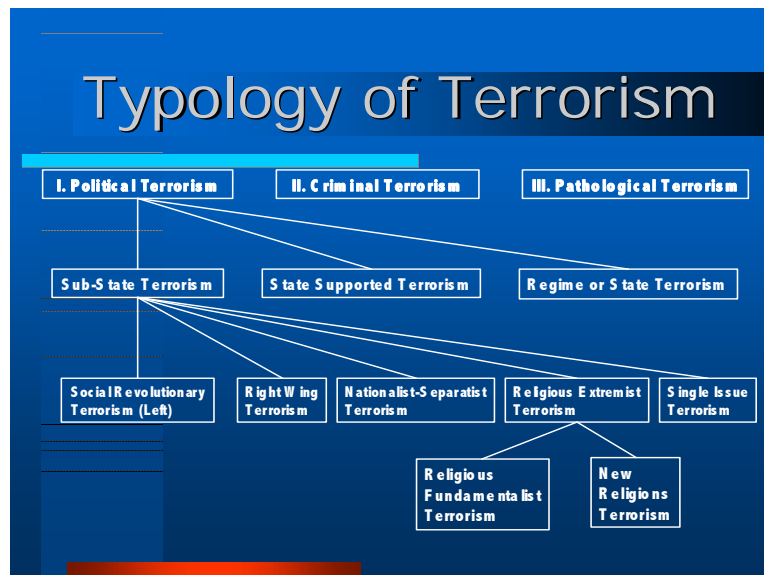 Typology of Terrorism
I. Political Terrorism
II. Criminal Terrorism
III. Pathological Terrorism
Sub-State Terrorism
State Supported Terrorism
Regime or State Terrorism
Social Revolutionary
Terrorism (Left)
Right Wing
Terrorism
Nationalist-Separatist
Terrorism
Religious Extremist
Terrorism
Single Issue
Terrorism
Religious
Fundamentalist
Terrorism
New
Religions
Terrorism